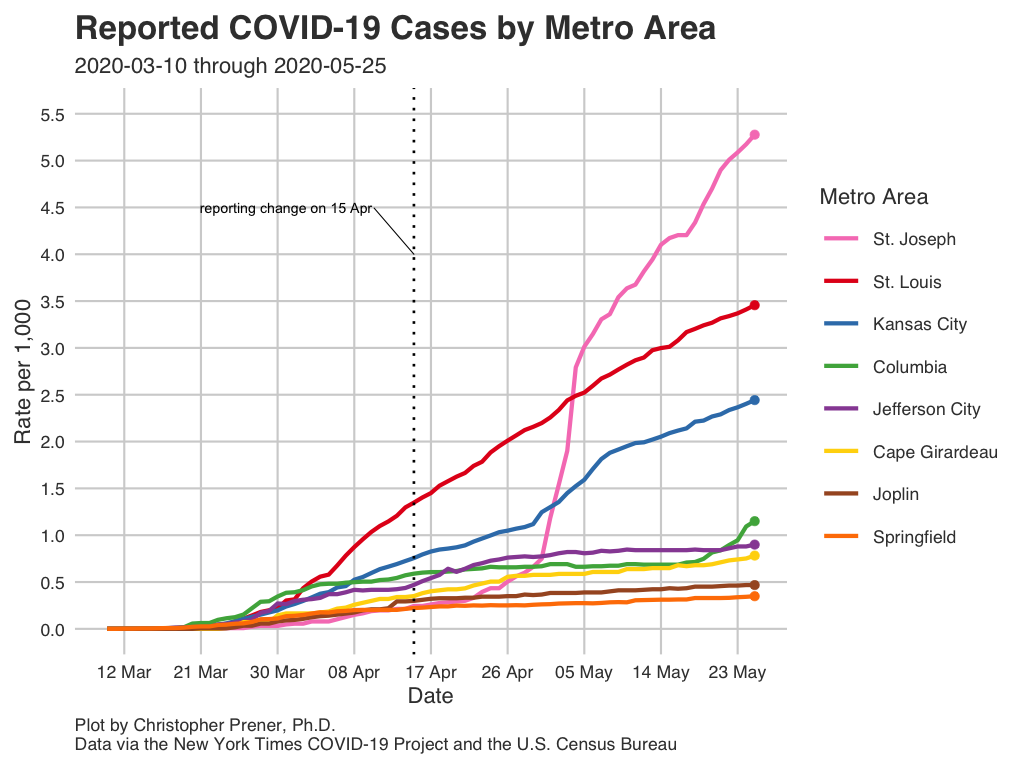 Reported COVID-19 Cases by Metro Area
2020-03-10 through 2020-05-25
5.5
5.0
4.5
4.0
3.5
3.0
2.5
2.0
1.5
1.0
0.5
0.0
Rate per 1,000
reporting change on 15 Apr
12 Mar
21 Mar
30 Mar
08 Apr
17 Apr
26 Apr
05 May
14 May
23 May
Date
Metro Area
St. Joseph
St. Louis
Kansas City
Columbia
Jefferson City
Cape Girardeau
Joplin
Springfield
Plot by Christopher Prener, Ph.D.
Data via the New York Times COVID-19 Project and the U.S. Census Bureau